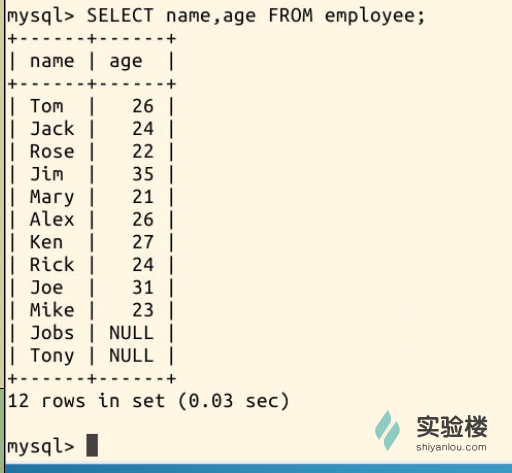 mysql> SELECT name,age FROM employee;
+------+------+
| name | age  |
+------+------+
| Tom  |   26 |
| Jack |   24 |
| Rose |   22 |
| Jim  |   35 |
| Mary |   21 |
| Alex |   26 |
| Ken  |   27 |
| Rick |   24 |
| Joe  |   31 |
| Mike |   23 |
| Jobs | NULL |
| Tony | NULL |
+------+------+
12 rows in set (0.03 sec)
mysql>
实验楼
shiyanlou.com